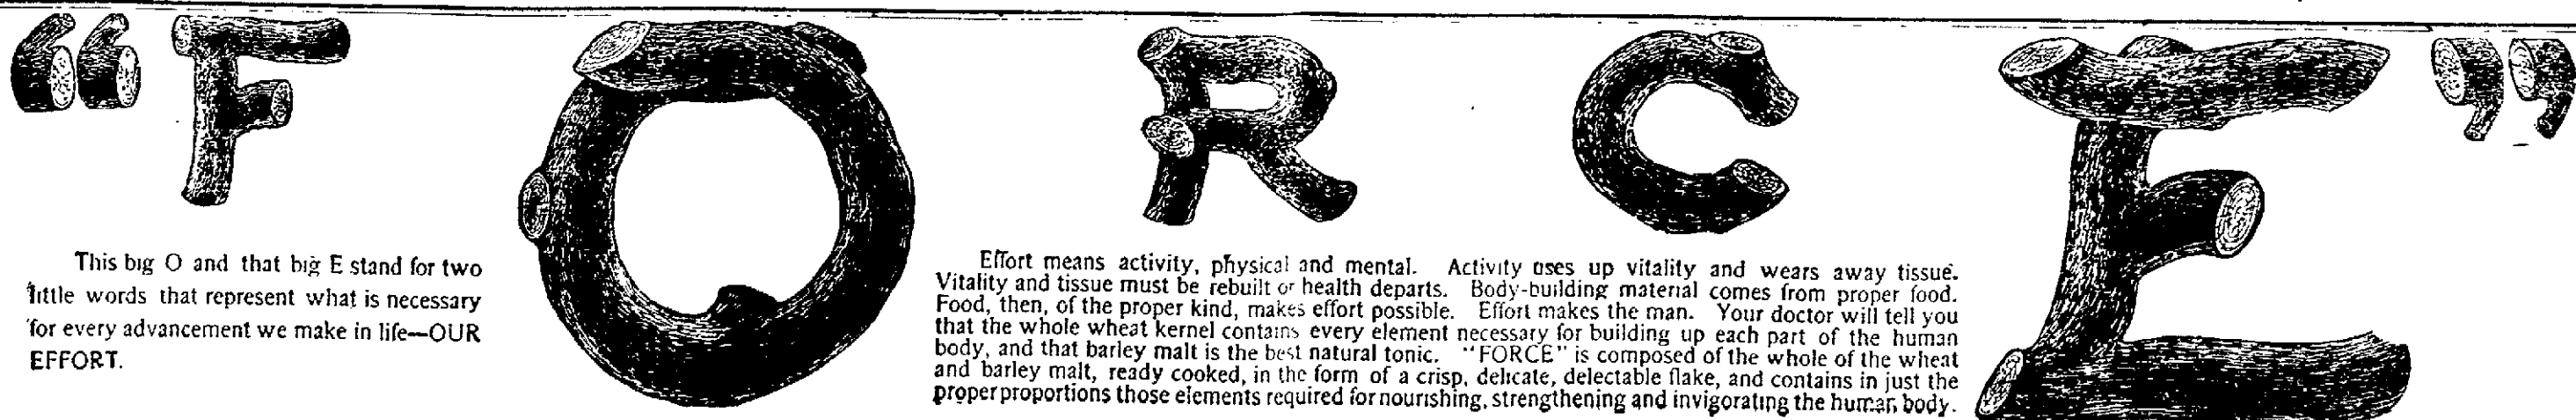 "FORCE"
This big O and that big E stand for two
little words that represent what is necessary
for every advancement we make in life—OUR
EFFORT.
Effort means activity, physical and mental. Activity uses up vitality and wears away tissue.
Vitality and tissue must be rebuilt or health departs. Body-building material comes from proper food.
Food, then, of the proper kind, makes effort possible. Effort makes the man. Your doctor will tell you
that the whole wheat kernel contains every element necessary for building up each part of the human
body, and that barley malt is the best natural tonic. "FORCE" is composed of the whole of the wheat
and barley malt, ready cooked, in the form of a crisp, delicate, delectable flake, and contains in just the
proper proportions those elements required for nourishing, strengthening and invigorating the human body.